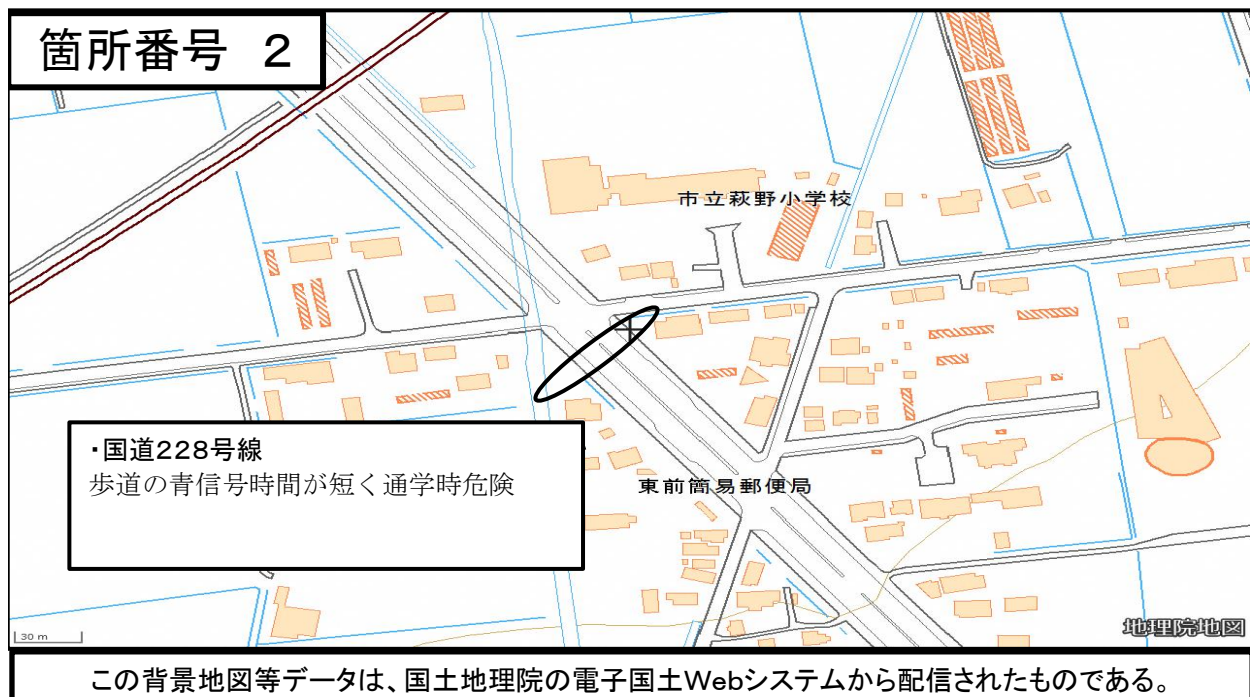 箇所番号 2
市立萩野小学校
・国道228号線
歩道の青信号時間が短く通学時危険
東前簡易郵便局
30 m
地理院地図
この背景地図等データは、国土地理院の電子国土Webシステムから配信されたものである。